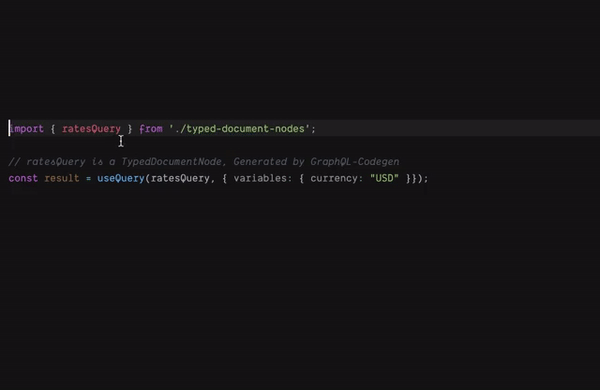 import { ratesQuery } from './typed-document-nodes';
// ratesQuery is a TypedDocumentNode, Generated by GraphQL-Codegen
const result = useQuery(ratesQuery, { variables: { currency: "USD" }});